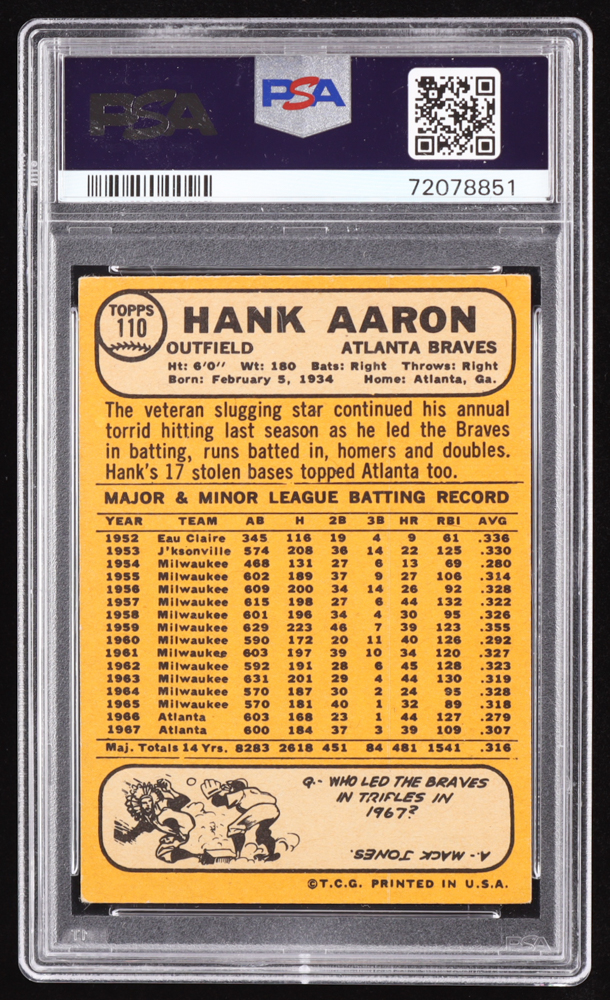 PSA PSA
72078851
TOPPS
110
HANK AARON
OUTFIELD ATLANTA BRAVES
Ht: 6'0" Wt: 180 Bats: Right Throws: Right
Born: February 5, 1934 Home: Atlanta, Ga.
The veteran slugging star continued his annual
torrid hitting last season as he led the Braves
in batting, runs batted in, homers and doubles.
Hank's 17 stolen bases topped Atlanta too.
MAJOR & MINOR LEAGUE BATTING RECORD
YEAR TEAM AB H 2B 3B HR RBI AVG
1952 Eau Claire 345 116 19 4 9 61 .336
1953 J'ksonville 574 208 36 14 22 125 .330
1954 Milwaukee 468 131 27 6 13 69 .280
1955 Milwaukee 602 189 37 9 27 106 .314
1956 Milwaukee 609 200 34 14 26 92 .328
1957 Milwaukee 615 198 27 6 44 132 .322
1958 Milwaukee 601 196 34 4 30 95 .326
1959 Milwaukee 629 223 46 7 39 123 .355
1960 Milwaukee 590 172 20 11 40 126 .292
1961 Milwaukee 603 197 39 10 34 120 .327
1962 Milwaukee 592 191 28 6 45 128 .323
1963 Milwaukee 631 201 29 4 44 130 .319
1964 Milwaukee 570 187 30 2 24 95 .328
1965 Milwaukee 570 181 40 1 32 89 .318
1966 Atlanta 603 168 23 1 44 127 .279
1967 Atlanta 600 184 37 3 39 109 .307
Maj. Totals 14 Yrs. 8283 2618 451 84 481 1541 .316
Q-- WHO LED THE BRAVES
IN TRIPLES IN
1967?
A-- MACK JONES.
©T.C.G. PRINTED IN U.S.A.
PSA